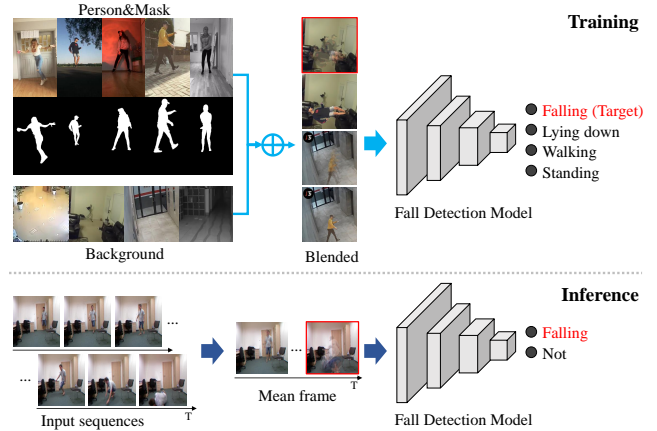 Person&Mask
Training
Falling (Target)
Lying down
Walking
Standing
Fall Detection Model
Background
Blended
Inference
...
...
...
Falling
Not
T
Mean frame
T
Input sequences
Fall Detection Model